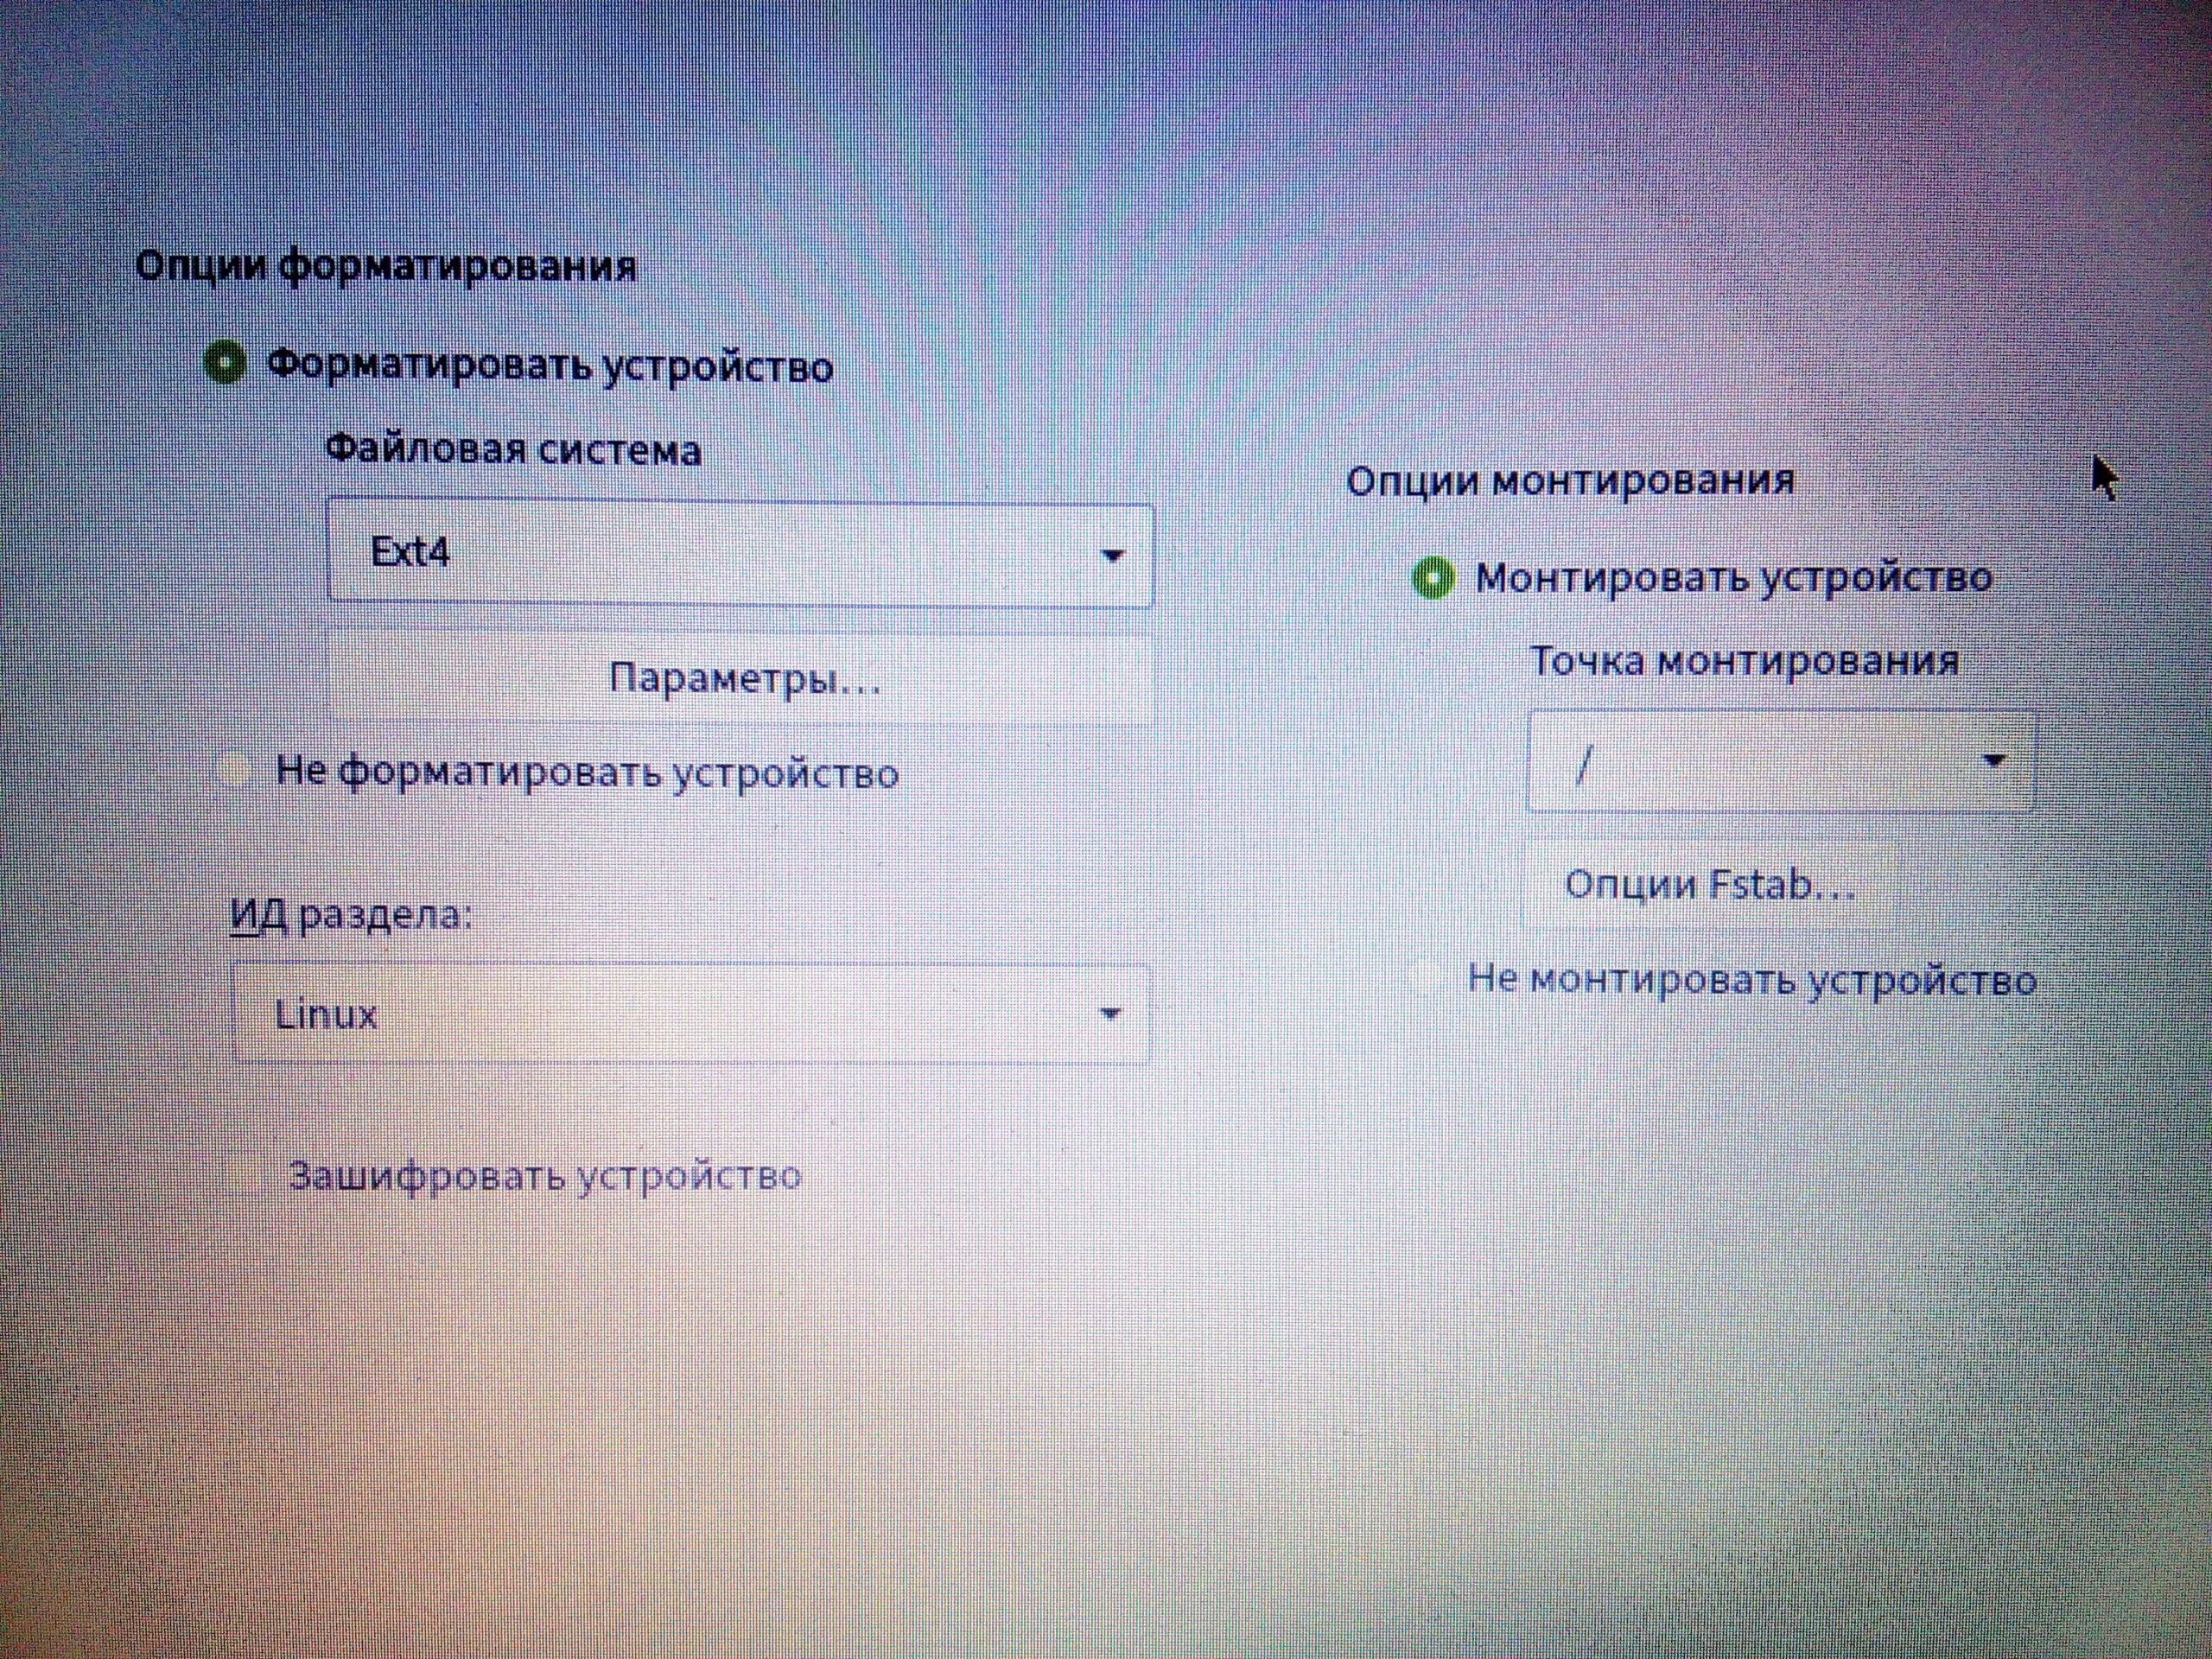 Опции форматирования
Форматировать устройство
Файловая система
Ext4
Параметры...
Не форматировать устройство
ИД раздела:
Linux
Зашифровать устройство
Опции монтирования
Монтировать устройство
Точка монтирования
/
Опции Fstab...
Не монтировать устройство